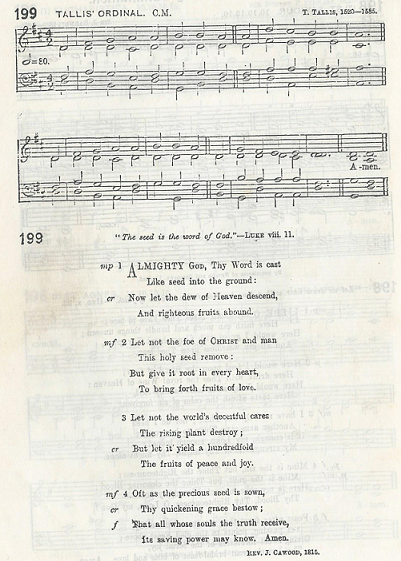 199 TALLIS' ORDINAL. C.M. T. TALLIS, 1520—1585.
=80.
A-men.
199 "The seed is the word of God."—LUKE viii. 11.
mp 1 ALMIGHTY GOD, Thy Word is cast
Like seed into the ground:
cr Now let the dew of Heaven descend,
And righteous fruits abound.
mf 2 Let not the foe of CHRIST and man
This holy seed remove:
But give it root in every heart,
To bring forth fruits of love.
3 Let not the world's deceitful cares
The rising plant destroy;
cr But let it yield a hundredfold
The fruits of peace and joy.
mf 4 Oft as the precious seed is sown,
cr Thy quickening grace bestow;
f That all whose souls the truth receive,
Its saving power may know. Amen.
REV. J. CAWOOD, 1815.